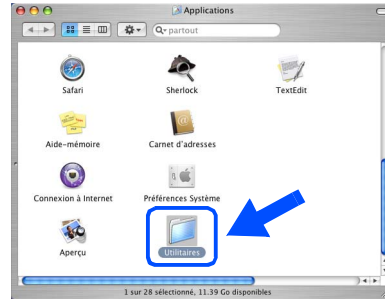 Applications
partout
Safari
Sherlock
TextEdit
Aide-mémoire
Carnet d'adresses
Connexion à Internet
Préférences Système
Aperçu
Utilitaires
1 sur 28 sélectionné, 11.39 Go disponibles